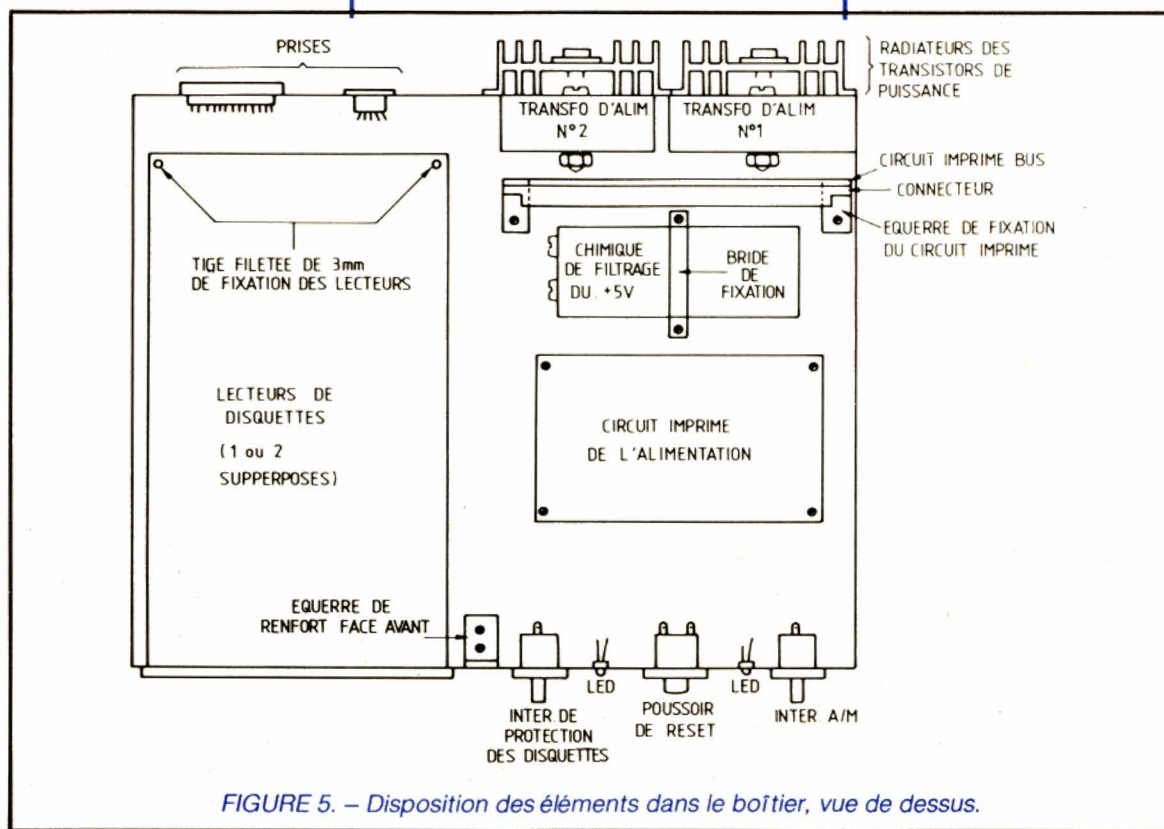 PRISES
RADIATEURS DES
TRANSISTORS DE
PUISSANCE
TRANSFO D'ALIM
N°2
TRANSFO D'ALIM
N°1
CIRCUIT IMPRIME BUS
CONNECTEUR
EQUERRE DE FIXATION
DU CIRCUIT IMPRIME
TIGE FILETEE DE 3mm
DE FIXATION DES LECTEURS
CHIMIQUE
DE FILTRAGE
DU. +5V
BRIDE
DE
FIXATION
LECTEURS DE
DISQUETTES
(1 ou 2
SUPPERPOSES)
CIRCUIT IMPRIME
DE L'ALIMENTATION
EQUERRE DE
RENFORT FACE AVANT
INTER. DE
PROTECTION
DES DISQUETTES
LED
POUSSOIR
DE RESET
LED
INTER A/M
FIGURE 5. – Disposition des éléments dans le boîtier, vue de dessus.